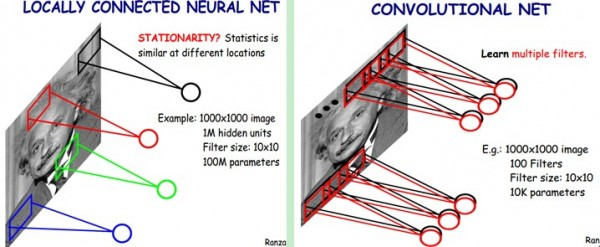 LOCALLY CONNECTED NEURAL NET
STATIONARITY? Statistics is
similar at different locations
Example: 1000x1000 image
1M hidden units
Filter size: 10x10
100M parameters
Ranza
CONVOLUTIONAL NET
Learn multiple filters.
E.g.: 1000x1000 image
100 Filters
Filter size: 10x10
10K parameters
Ran